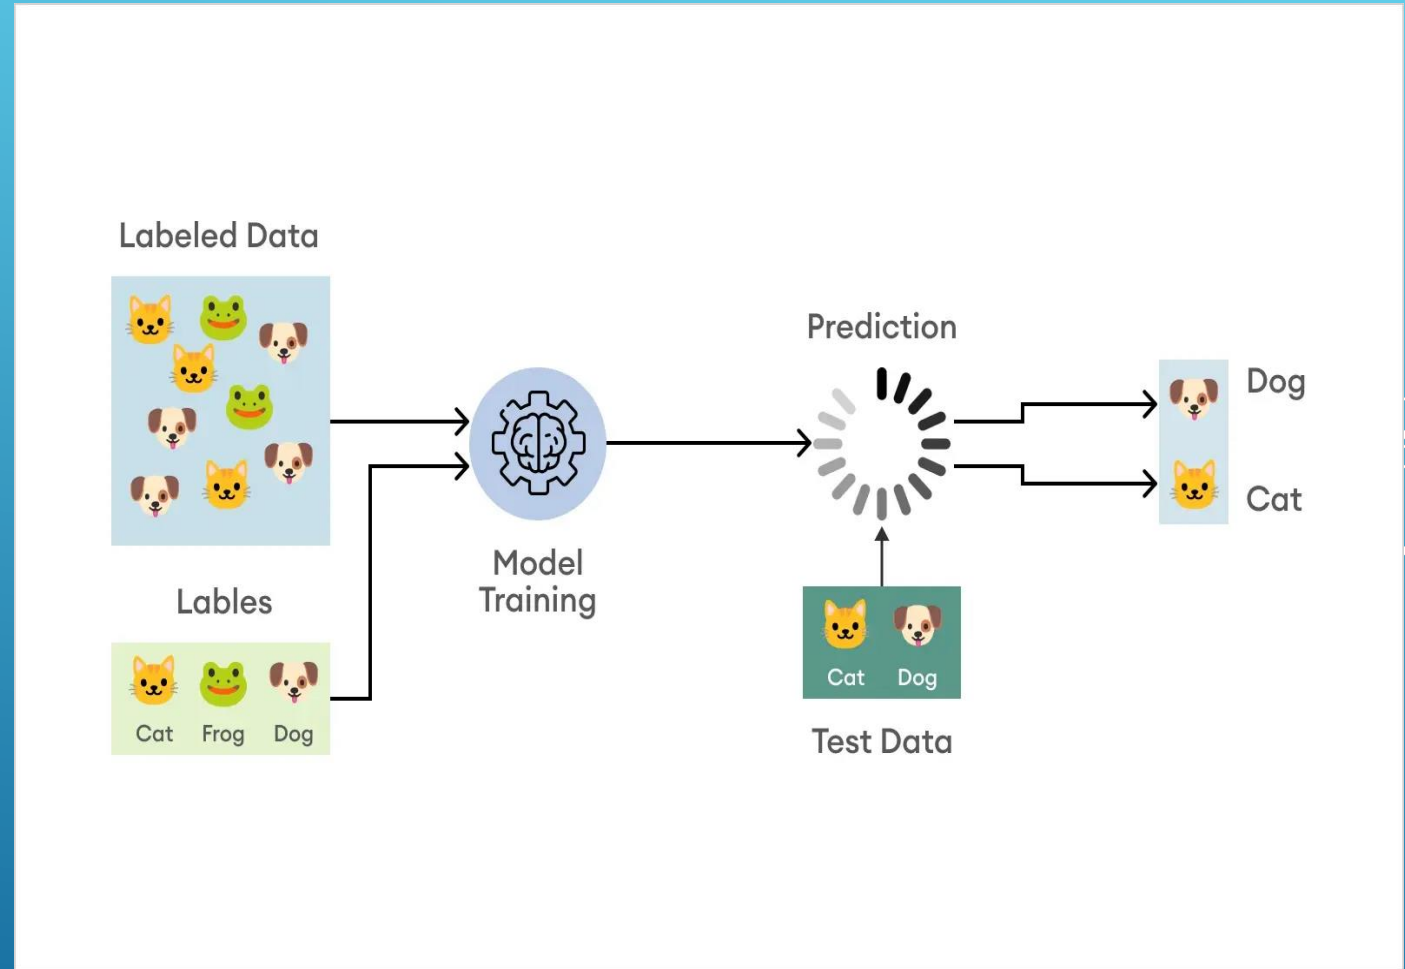 Labeled Data
Lables
Cat Frog Dog
Model
Training
Prediction
Cat Dog
Test Data
Dog
Cat